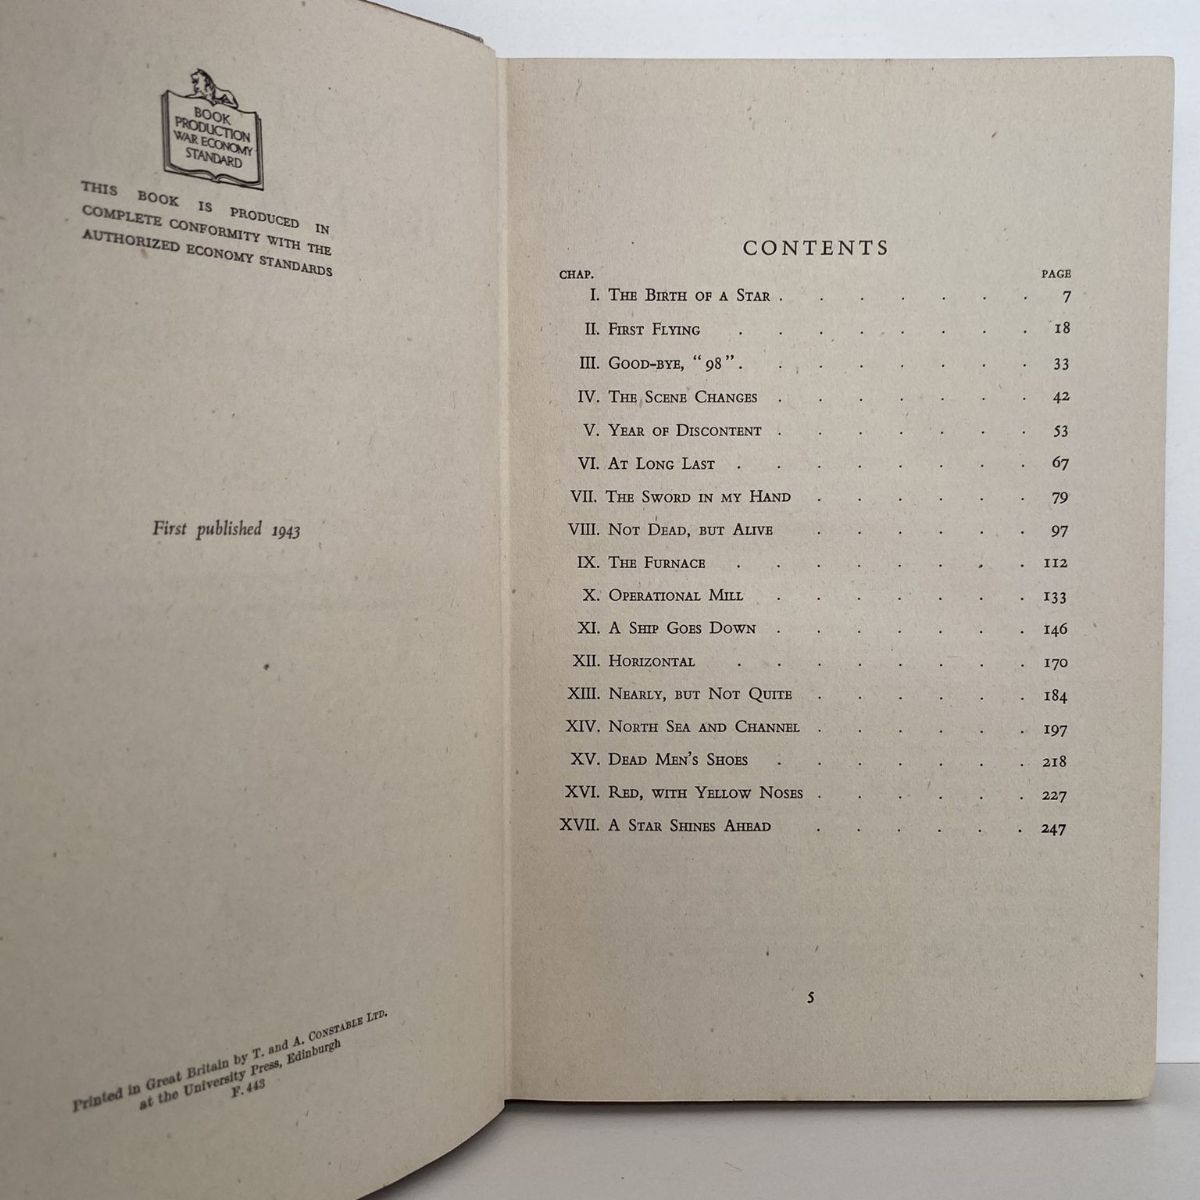 BOOK
PRODUCTION
WAR ECONOMY
STANDARD
THIS BOOK IS PRODUCED IN
COMPLETE CONFORMITY WITH THE
AUTHORIZED ECONOMY STANDARDS
First published 1943
Printed in Great Britain by T. and A. CONSTABLE LTD.
at the University Press, Edinburgh
F. 443
CONTENTS
CHAP. PAGE
I. THE BIRTH OF A STAR . . . . . . . 7
II. FIRST FLYING . . . . . . . . 18
III. GOOD-BYE, “98” . . . . . . . . 33
IV. THE SCENE CHANGES . . . . . . . 42
V. YEAR OF DISCONTENT . . . . . . . 53
VI. AT LONG LAST . . . . . . . . 67
VII. THE SWORD IN MY HAND . . . . . . 79
VIII. NOT DEAD, BUT ALIVE . . . . . . 97
IX. THE FURNACE . . . . . . . . 112
X. OPERATIONAL MILL . . . . . . . 133
XI. A SHIP GOES DOWN . . . . . . . 146
XII. HORIZONTAL . . . . . . . . 170
XIII. NEARLY, BUT NOT QUITE . . . . . . 184
XIV. NORTH SEA AND CHANNEL . . . . . . 197
XV. DEAD MEN’S SHOES . . . . . . . 218
XVI. RED, WITH YELLOW NOSES . . . . . . 227
XVII. A STAR SHINES AHEAD . . . . . . 247
5